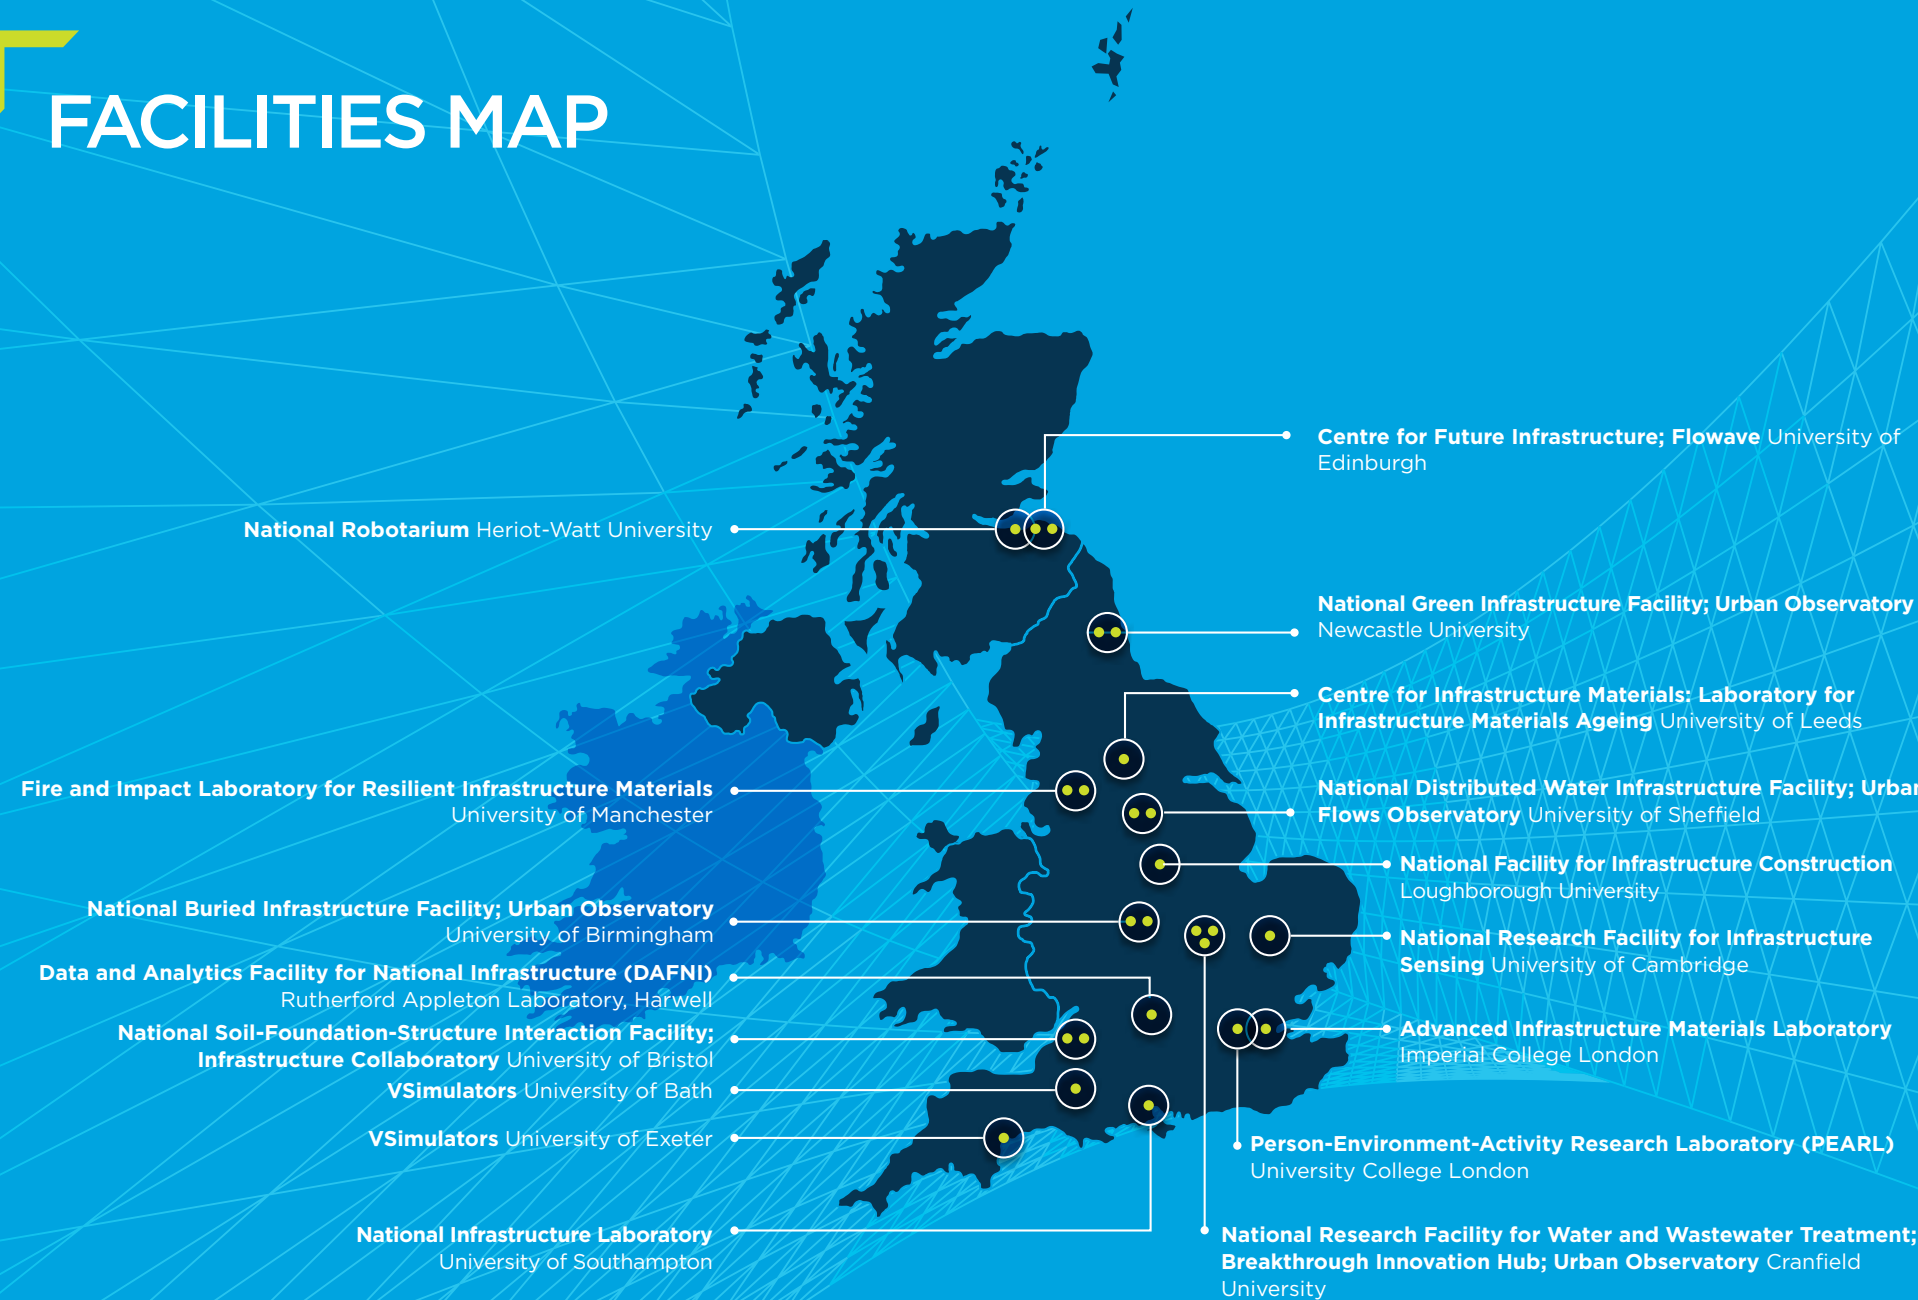 FACILITIES MAP
Centre for Future Infrastructure; Flowave University of
Edinburgh
National Robotarium Heriot-Watt University
National Green Infrastructure Facility; Urban Observatory
Newcastle University
Centre for Infrastructure Materials: Laboratory for
Infrastructure Materials Ageing University of Leeds
Fire and Impact Laboratory for Resilient Infrastructure Materials
University of Manchester
National Distributed Water Infrastructure Facility; Urban
Flows Observatory University of Sheffield
National Facility for Infrastructure Construction
Loughborough University
National Buried Infrastructure Facility; Urban Observatory
University of Birmingham
National Research Facility for Infrastructure
Sensing University of Cambridge
Data and Analytics Facility for National Infrastructure (DAFNI)
Rutherford Appleton Laboratory, Harwell
National Soil-Foundation-Structure Interaction Facility;
Infrastructure Collaboratory University of Bristol
Advanced Infrastructure Materials Laboratory
Imperial College London
VSimulators University of Bath
VSimulators University of Exeter
Person-Environment-Activity Research Laboratory (PEARL)
University College London
National Infrastructure Laboratory
University of Southampton
National Research Facility for Water and Wastewater Treatment;
Breakthrough Innovation Hub; Urban Observatory Cranfield
University